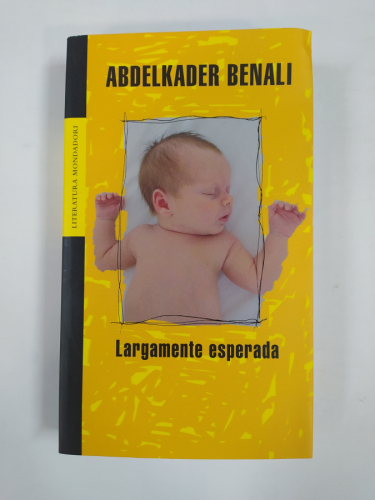 ABDELKADER BENALI
LITERATURA MONDADORI
Largamente esperada